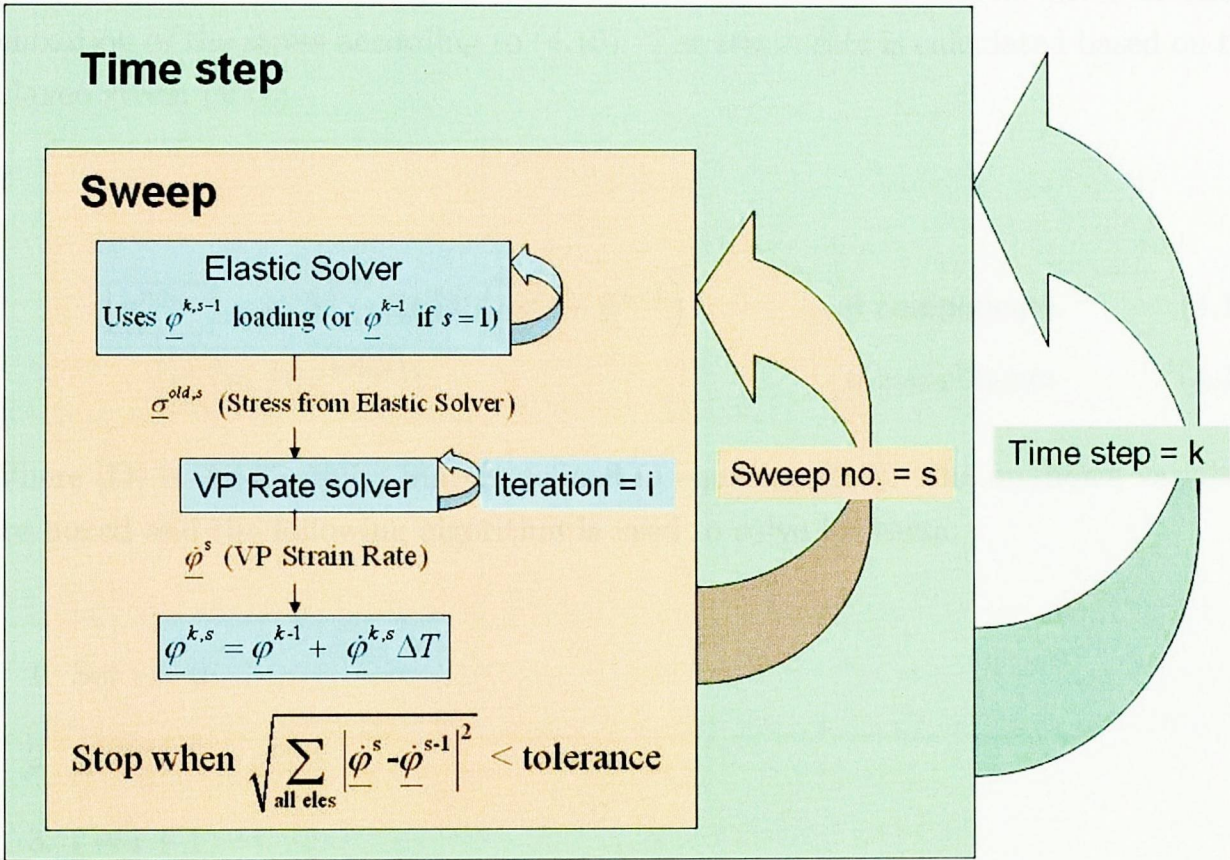 Time step
Sweep
Elastic Solver
Uses φ^{k,s-1} loading (or φ^{k-1} if s = 1)
σ^{old,s} (Stress from Elastic Solver)
VP Rate solver
Iteration = i
φ̇^s (VP Strain Rate)
φ^{k,s} = φ^{k-1} + φ̇^{k,s} ΔT
Stop when √(∑_{all eles} |φ̇^s - φ̇^{s-1}|^2) < tolerance
Sweep no. = s
Time step = k